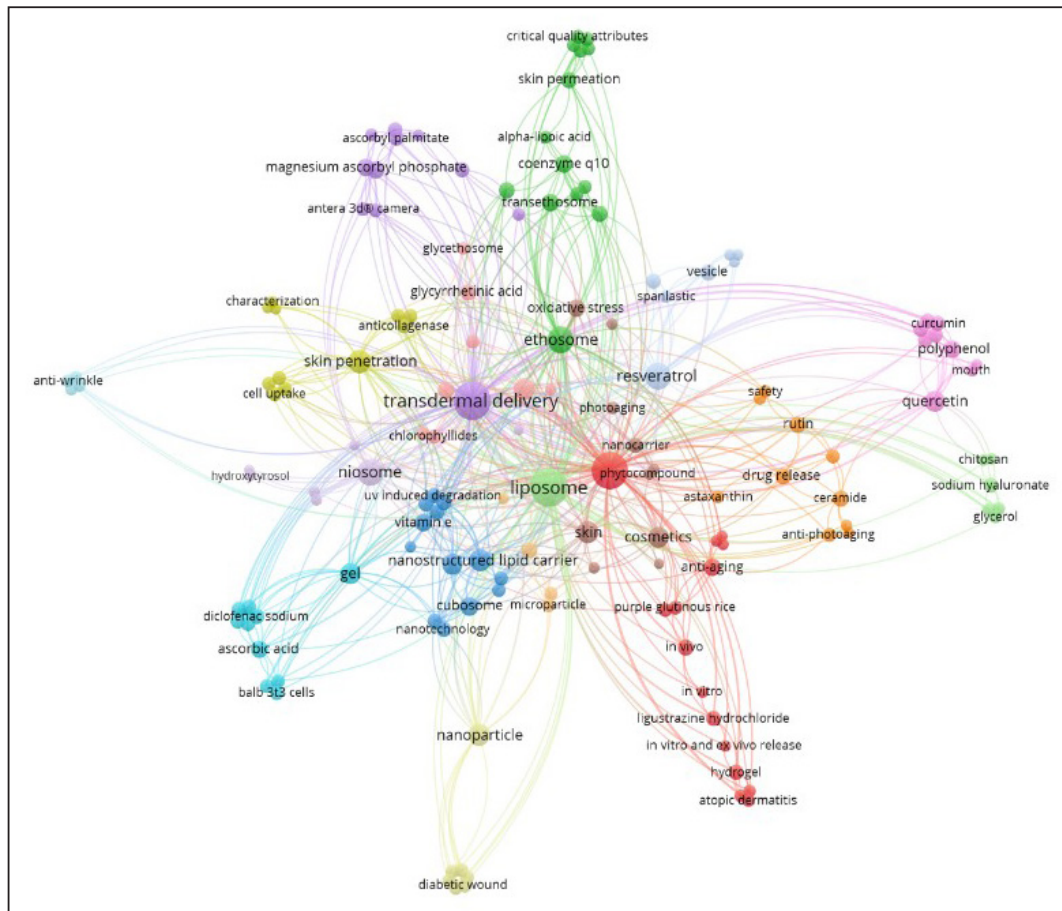 critical quality attributes
skin permeation
ascorbyl palmitate
alpha-lipoic acid
magnesium ascorbyl phosphate
coenzyme q10
antera 3d® camera
transethosome
glycethosome
vesicle
glycyrrhetinic acid
spanlastic
characterization
oxidative stress
anticollagenase
curcumin
ethosome
polyphenol
skin penetration
mouth
anti-wrinkle
resveratrol
cell uptake
safety
transdermal delivery
quercetin
photoaging
rutin
chlorophyllides
nanocarrier
chitosan
niosome
phytocompound
hydroxytyrosol
drug release
sodium hyaluronate
liposome
uv induced degradation
astaxanthin
ceramide
glycerol
vitamin e
skin
cosmetics
anti-photoaging
nanostructured lipid carrier
gel
anti-aging
cubosome
microparticle
purple glutinous rice
diclofenac sodium
nanotechnology
ascorbic acid
in vivo
balb 3t3 cells
in vitro
ligustrazine hydrochloride
nanoparticle
in vitro and ex vivo release
hydrogel
atopic dermatitis
diabetic wound